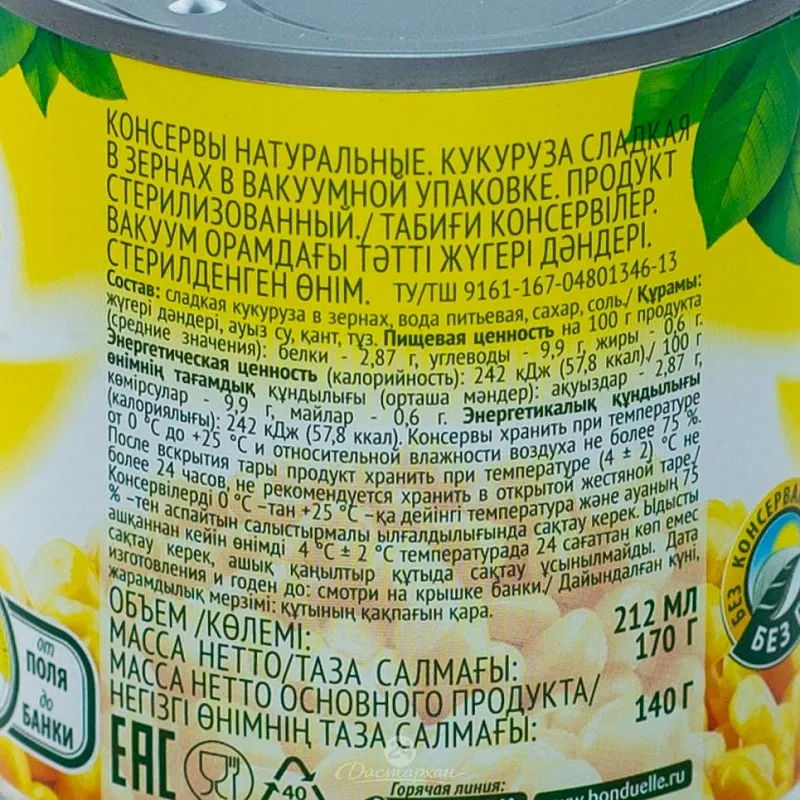 КОНСЕРВЫ НАТУРАЛЬНЫЕ. КУКУРУЗА СЛАДКАЯ
В ЗЕРНАХ В ВАКУУМНОЙ УПАКОВКЕ. ПРОДУКТ
СТЕРИЛИЗОВАННЫЙ./ ТАБИҒИ КОНСЕРВІЛЕР.
ВАКУУМ ОРАМДАҒЫ ТӘТТІ ЖҮГЕРІ ДӘНДЕРІ.
СТЕРИЛДЕНГЕН ӨНІМ. ТУ/ТШ 9161-167-04801346-13
Состав: сладкая кукуруза в зернах, вода питьевая, сахар, соль./ Құрамы:
жүгері дәндері, ауыз су, қант, тұз. Пищевая ценность на 100 г продукта
(средние значения): белки - 2,87 г, углеводы - 9,9 г, жиры - 0,6 г.
Энергетическая ценность (калорийность): 242 кДж (57,8 ккал)./ 100 г
өнімнің тағамдық құндылығы (орташа мәндер): ақуыздар - 2,87 г,
көмірсулар - 9,9 г, майлар - 0,6 г. Энергетикалық құндылығы
(калориялығы): 242 кДж (57,8 ккал). Консервы хранить при температуре
от 0 °С до +25 °С и относительной влажности воздуха не более 75 %.
После вскрытия тары продукт хранить при температуре (4 ± 2) °С не
более 24 часов, не рекомендуется хранить в открытой жестяной таре./
Консервілерді 0 °С –тан +25 °С –қа дейінгі температура және ауаның 75
% –тен аспайтын салыстырмалы ылғалдылығында сақтау керек. Ыдысты
ашқаннан кейін өнімді 4 °С ± 2 °С температурада 24 сағаттан көп емес
сақтау керек, ашық қаңылтыр құтыда сақтау ұсынылмайды. Дата
изготовления и годен до: смотри на крышке банки./ Дайындалған күні,
жарамдылық мерзімі: құтының қақпағын қара.
ОБЪЕМ /КӨЛЕМІ: 212 МЛ
МАССА НЕТТО/ТАЗА САЛМАҒЫ: 170 Г
МАССА НЕТТО ОСНОВНОГО ПРОДУКТА/
НЕГІЗГІ ӨНІМНІҢ ТАЗА САЛМАҒЫ: 140 Г
от
ПОЛЯ
до
БАНКИ
БЕЗ
БЕЗ
EAC
40
Дастархан
Горячая линия:
www.bonduelle.ru